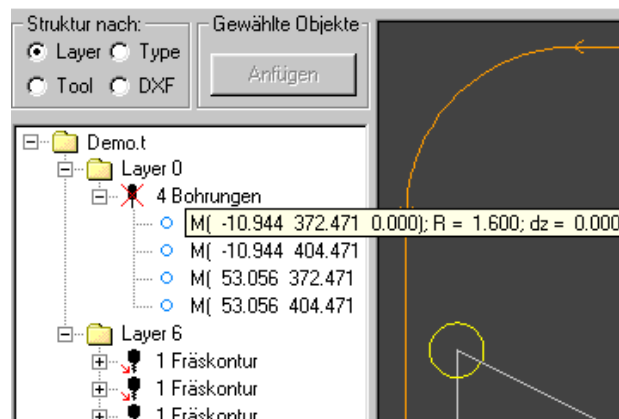 Struktur nach:
Layer Type
Tool DXF
Gewählte Objekte
Anfügen
Demo.t
Layer 0
4 Bohrungen
M( -10.944 372.471 0.000); R = 1.600; dz = 0.000
M( -10.944 404.471
M( 53.056 372.471
M( 53.056 404.471
Layer 6
1 Fräskontur
1 Fräskontur
1 Fräskontur